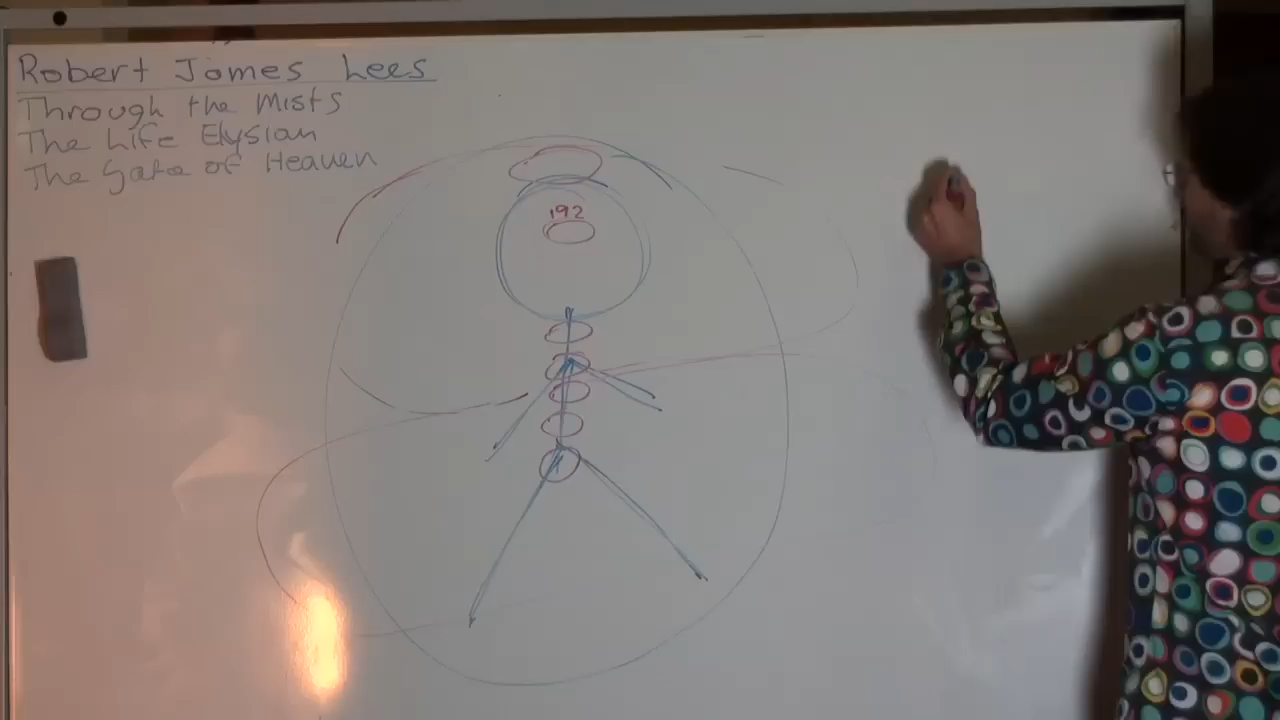 Robert James Lees
Through the Mists
The Life Elysian
The Gate of Heaven
192